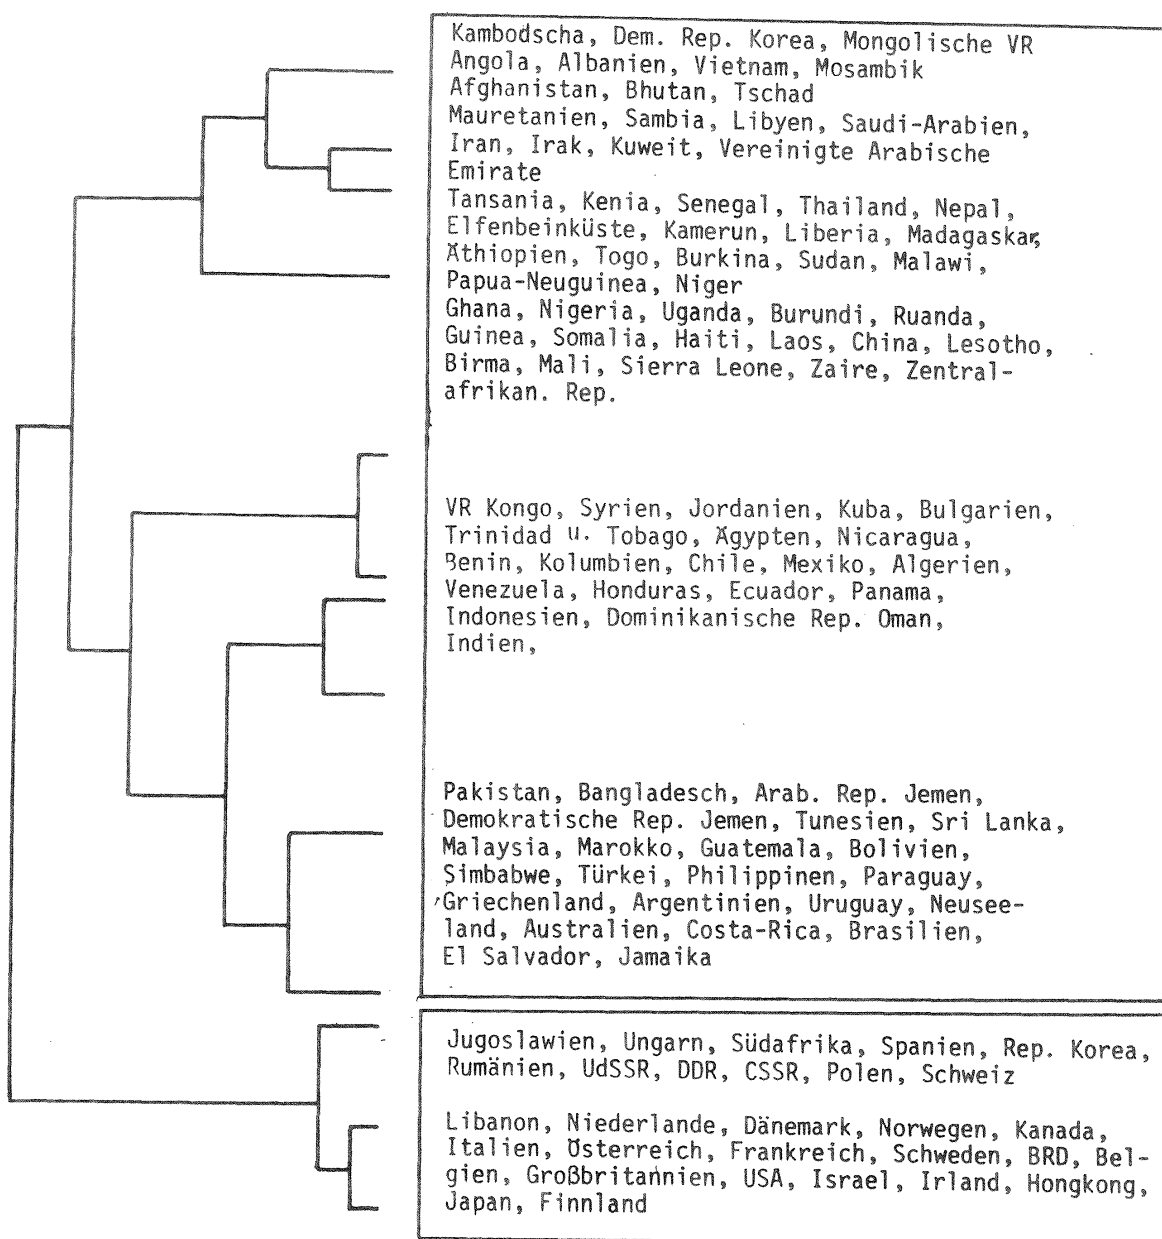 Kambodscha, Dem. Rep. Korea, Mongolische VR
Angola, Albanien, Vietnam, Mosambik
Afghanistan, Bhutan, Tschad
Mauretanien, Sambia, Libyen, Saudi-Arabien,
Iran, Irak, Kuweit, Vereinigte Arabische
Emirate
Tansania, Kenia, Senegal, Thailand, Nepal,
Elfenbeinküste, Kamerun, Liberia, Madagaskar,
Äthiopien, Togo, Burkina, Sudan, Malawi,
Papua-Neuguinea, Niger
Ghana, Nigeria, Uganda, Burundi, Ruanda,
Guinea, Somalia, Haiti, Laos, China, Lesotho,
Birma, Mali, Sierra Leone, Zaire, Zentral-
afrikan. Rep.
VR Kongo, Syrien, Jordanien, Kuba, Bulgarien,
Trinidad u. Tobago, Ägypten, Nicaragua,
Benin, Kolumbien, Chile, Mexiko, Algerien,
Venezuela, Honduras, Ecuador, Panama,
Indonesien, Dominikanische Rep. Oman,
Indien,
Pakistan, Bangladesch, Arab. Rep. Jemen,
Demokratische Rep. Jemen, Tunesien, Sri Lanka,
Malaysia, Marokko, Guatemala, Bolivien,
Simbabwe, Türkei, Philippinen, Paraguay,
Griechenland, Argentinien, Uruguay, Neusee-
land, Australien, Costa-Rica, Brasilien,
El Salvador, Jamaika
Jugoslawien, Ungarn, Südafrika, Spanien, Rep. Korea,
Rumänien, UdSSR, DDR, CSSR, Polen, Schweiz
Libanon, Niederlande, Dänemark, Norwegen, Kanada,
Italien, Österreich, Frankreich, Schweden, BRD, Bel-
gien, Großbritannien, USA, Israel, Irland, Hongkong,
Japan, Finnland